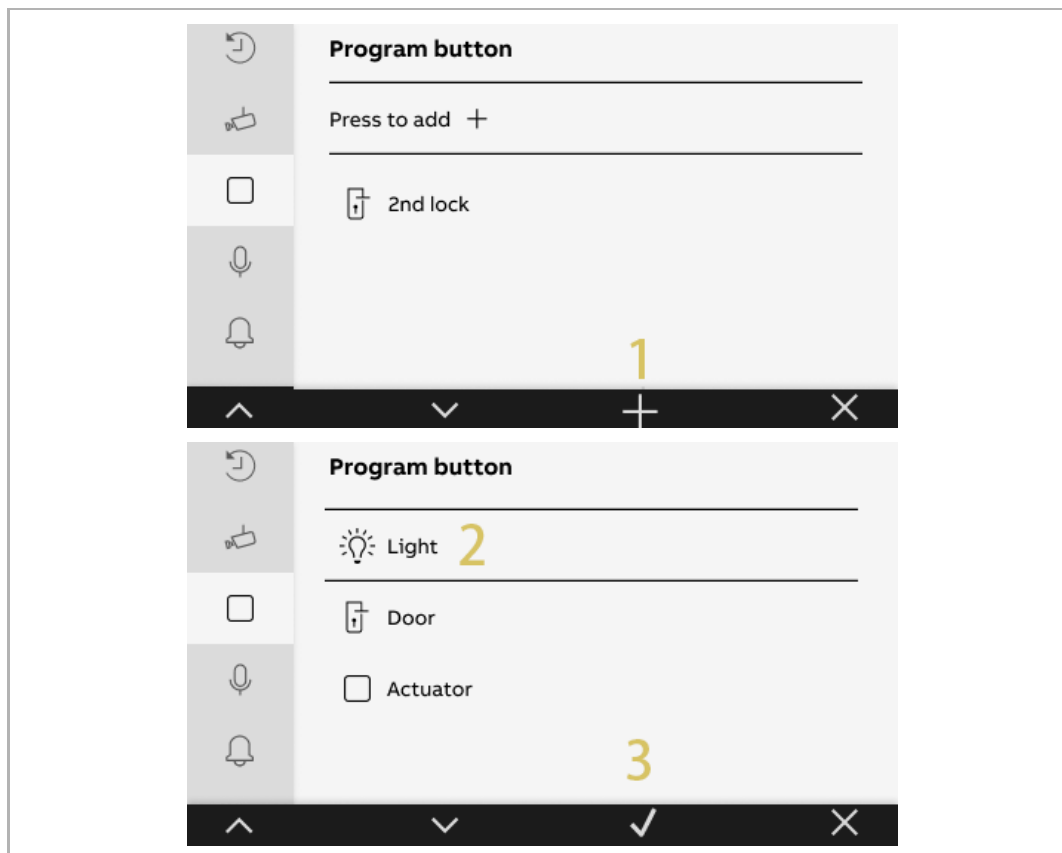 Program button
Press to add +
2nd lock
1
Program button
Light 2
Door
Actuator
3